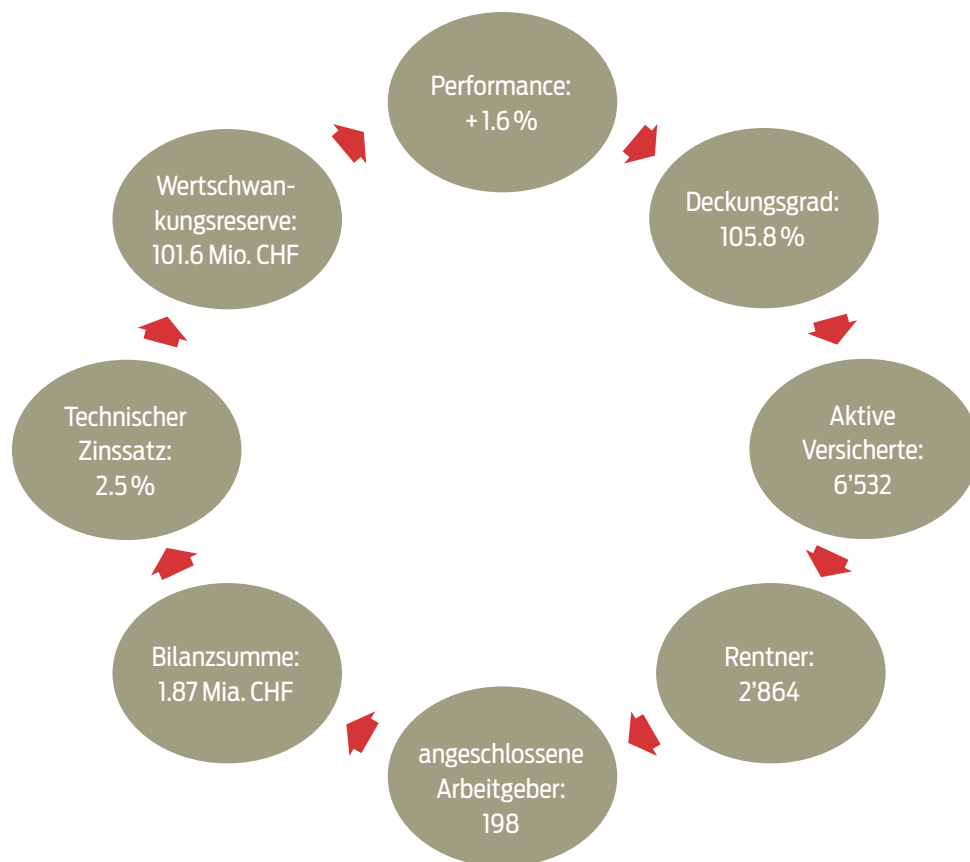 Performance:
+ 1.6 %
Deckungsgrad:
105.8 %
Aktive
Versicherte:
6’532
Rentner:
2’864
angeschlossene
Arbeitgeber:
198
Bilanzsumme:
1.87 Mia. CHF
Technischer
Zinssatz:
2.5 %
Wertschwan-
kungsreserve:
101.6 Mio. CHF